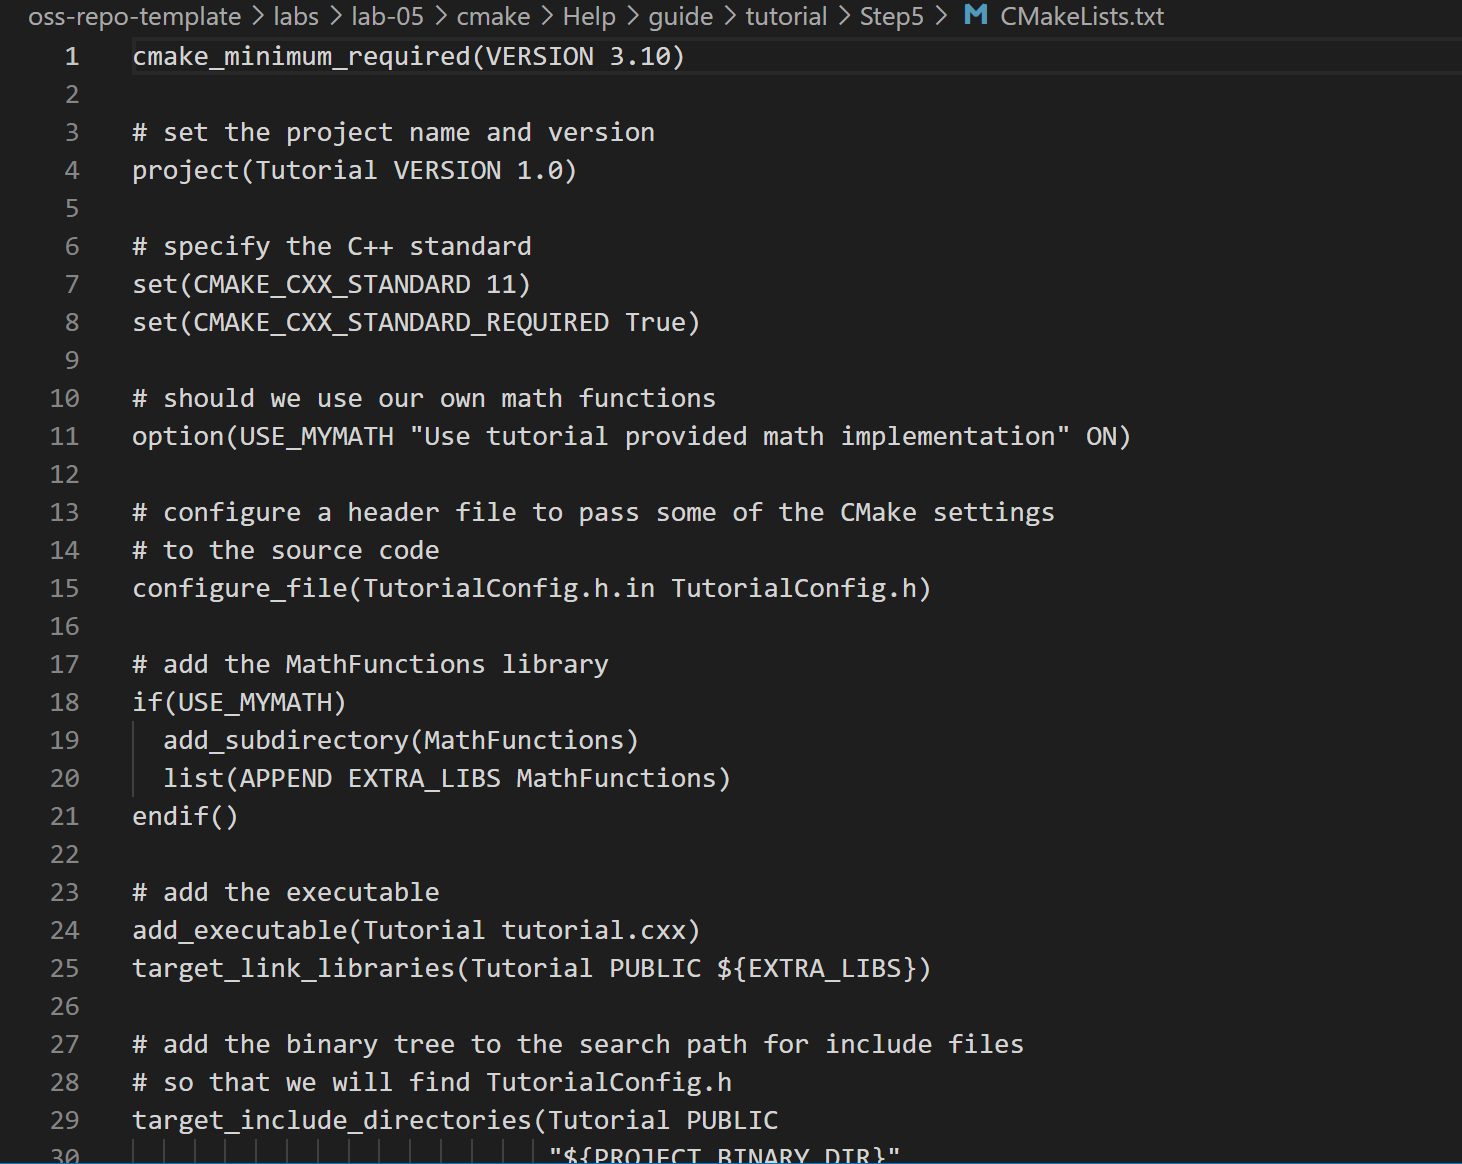 oss-repo-template > labs > lab-05 > cmake > Help > guide > tutorial > Step5 > M CMakeLists.txt
1 cmake_minimum_required(VERSION 3.10)
2
3 # set the project name and version
4 project(Tutorial VERSION 1.0)
5
6 # specify the C++ standard
7 set(CMAKE_CXX_STANDARD 11)
8 set(CMAKE_CXX_STANDARD_REQUIRED True)
9
10 # should we use our own math functions
11 option(USE_MYMATH "Use tutorial provided math implementation" ON)
12
13 # configure a header file to pass some of the CMake settings
14 # to the source code
15 configure_file(TutorialConfig.h.in TutorialConfig.h)
16
17 # add the MathFunctions library
18 if(USE_MYMATH)
19   add_subdirectory(MathFunctions)
20   list(APPEND EXTRA_LIBS MathFunctions)
21 endif()
22
23 # add the executable
24 add_executable(Tutorial tutorial.cxx)
25 target_link_libraries(Tutorial PUBLIC ${EXTRA_LIBS})
26
27 # add the binary tree to the search path for include files
28 # so that we will find TutorialConfig.h
29 target_include_directories(Tutorial PUBLIC
30                            "${PROJECT_BINARY_DIR}"